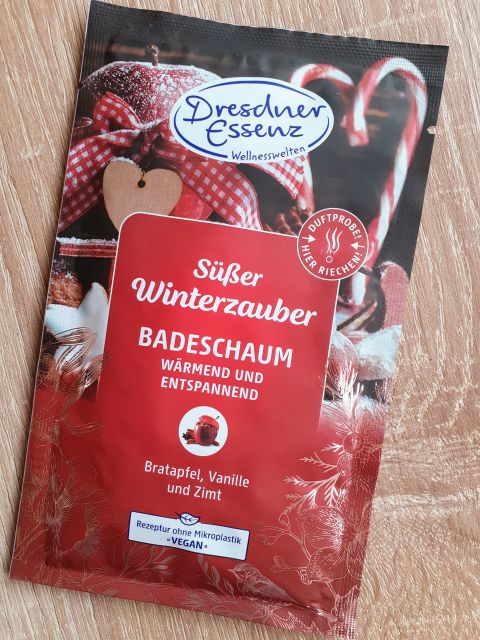 Dresdner
Essenz
Wellnesswelten
DUFTPROBE!
HIER RIECHEN!
Süßer
Winterzauber
BADESCHAUM
WÄRMEND UND
ENTSPANNEND
Bratapfel, Vanille
und Zimt
Rezeptur ohne Mikroplastik
• VEGAN •